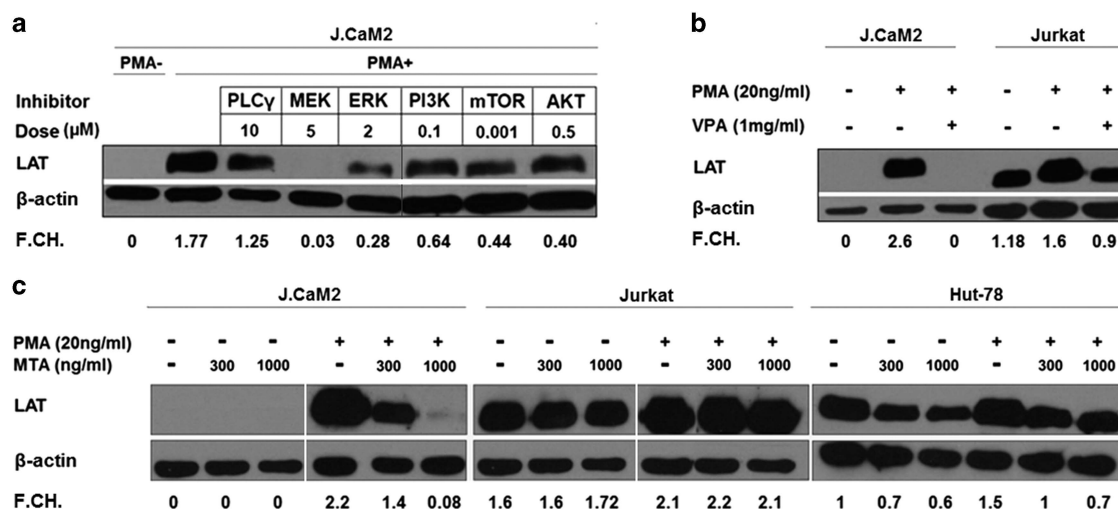 a
J.CaM2
PMA- PMA+
Inhibitor PLCγ MEK ERK PI3K mTOR AKT
Dose (μM) 10 5 2 0.1 0.001 0.5
LAT
β-actin
F.CH. 0 1.77 1.25 0.03 0.28 0.64 0.44 0.40
b
J.CaM2 Jurkat
PMA (20ng/ml) - + + - + +
VPA (1mg/ml) - - + - - +
LAT
β-actin
F.CH. 0 2.6 0 1.18 1.6 0.9
c
J.CaM2 Jurkat Hut-78
PMA (20ng/ml) - - - + + + - - - + + + - - - + + +
MTA (ng/ml) - 300 1000 - 300 1000 - 300 1000 - 300 1000 - 300 1000 - 300 1000
LAT
β-actin
F.CH. 0 0 0 2.2 1.4 0.08 1.6 1.6 1.72 2.1 2.2 2.1 1 0.7 0.6 1.5 1 0.7